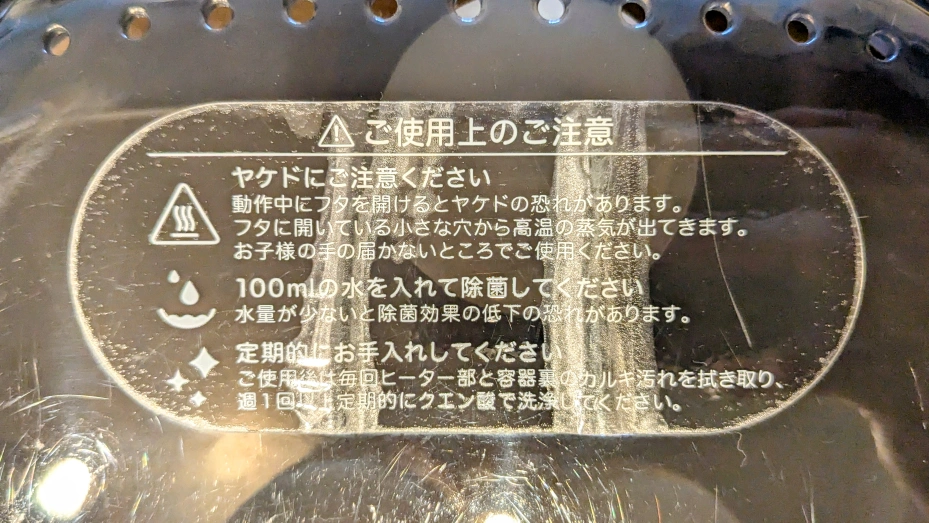 ご使用上のご注意
ヤケドにご注意ください
動作中にフタを開けるとヤケドの恐れがあります。
フタに開いている小さな穴から高温の蒸気が出てきます。
お子様の手の届かないところでご使用ください。
100mlの水を入れて除菌してください
水量が少ないと除菌効果の低下の恐れがあります。
定期的にお手入れしてください
ご使用後は毎回ヒーター部と容器裏のカルキ汚れを拭き取り、
週1回以上定期的にクエン酸で洗浄してください。